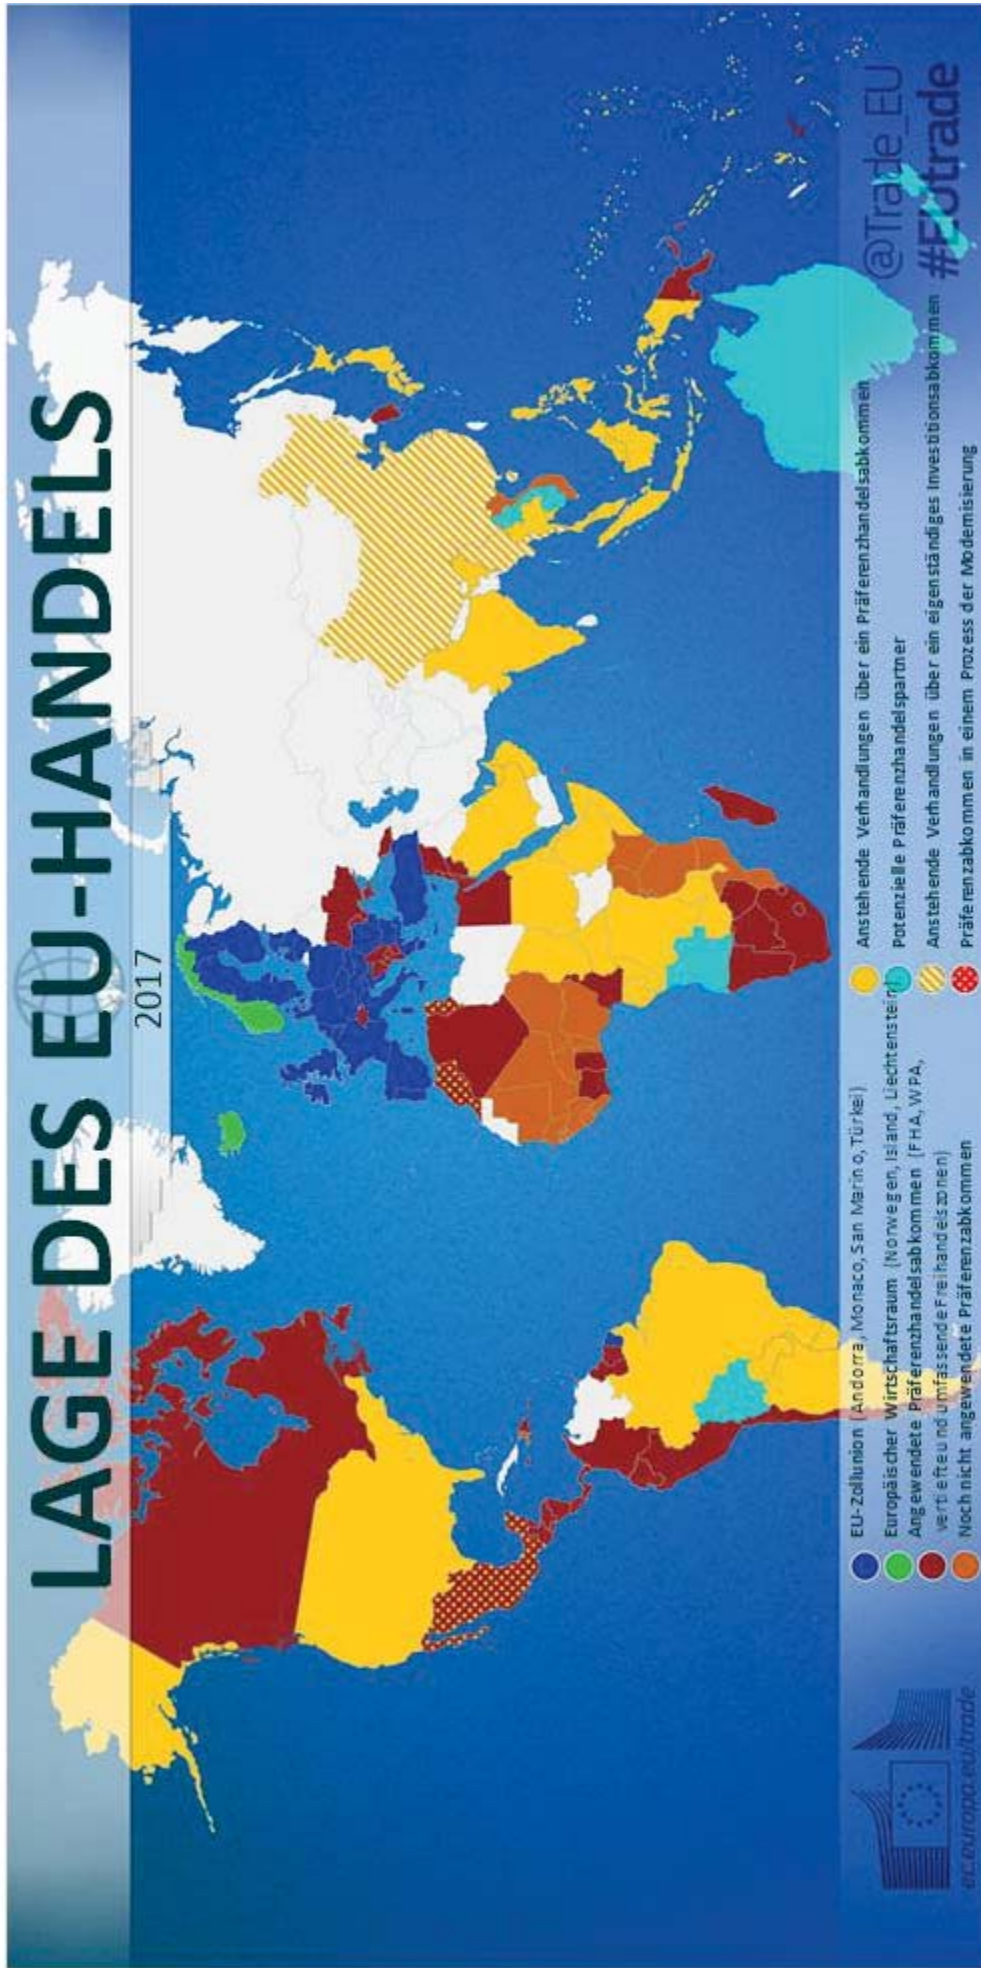 LAGE DES EU-HANDELS
2017
EU-Zollunion (Andorra, Monaco, San Marino, Türkei)
Europäischer Wirtschaftsraum (Norwegen, Island, Liechtenstein)
Angewendete Präferenzhandelsabkommen (FHA, WPA,
vertiefte und umfassende Freihandelszonen)
Noch nicht angewendete Präferenzabkommen
Anstehende Verhandlungen über ein Präferenzhandelsabkommen
Potenzielle Präferenzhandelspartner
Anstehende Verhandlungen über ein eigenständiges Investitionsabkommen
Präferenzabkommen in einem Prozess der Modernisierung
@Trade_EU
#EUtrade
ec.europa.eu/trade